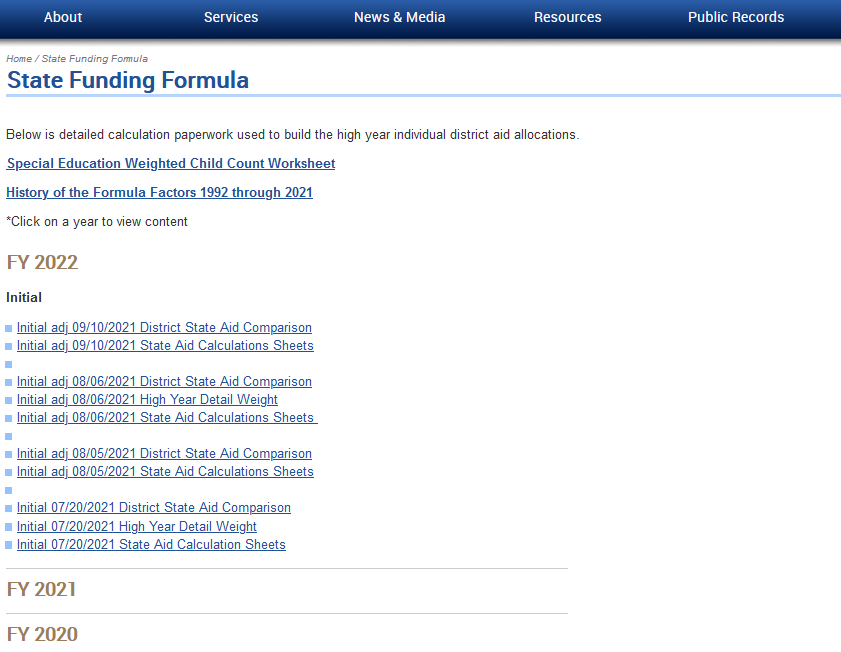 About Services News & Media Resources Public Records
Home / State Funding Formula
State Funding Formula
Below is detailed calculation paperwork used to build the high year individual district aid allocations.
Special Education Weighted Child Count Worksheet
History of the Formula Factors 1992 through 2021
*Click on a year to view content
FY 2022
Initial
Initial adj 09/10/2021 District State Aid Comparison
Initial adj 09/10/2021 State Aid Calculations Sheets
Initial adj 08/06/2021 District State Aid Comparison
Initial adj 08/06/2021 High Year Detail Weight
Initial adj 08/06/2021 State Aid Calculations Sheets
Initial adj 08/05/2021 District State Aid Comparison
Initial adj 08/05/2021 State Aid Calculations Sheets
Initial 07/20/2021 District State Aid Comparison
Initial 07/20/2021 High Year Detail Weight
Initial 07/20/2021 State Aid Calculation Sheets
FY 2021
FY 2020